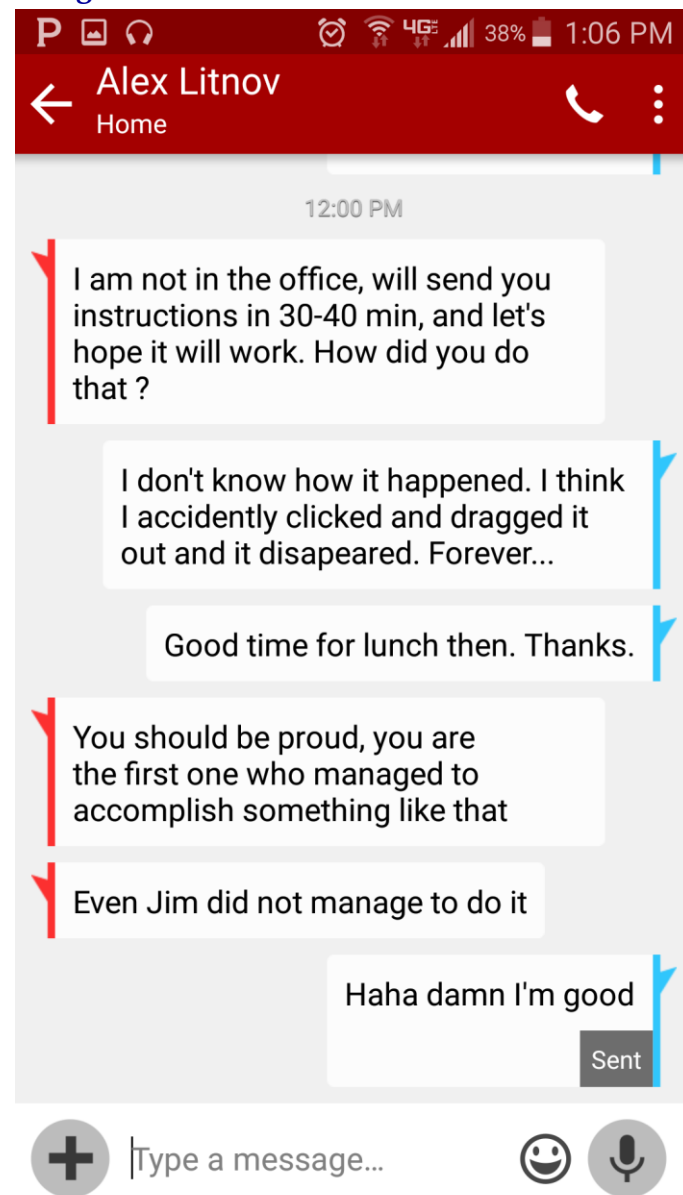 4G LTE 38% 1:06 PM
Alex Litnov
Home
12:00 PM
I am not in the office, will send you
instructions in 30-40 min, and let's
hope it will work. How did you do
that ?
I don't know how it happened. I think
I accidently clicked and dragged it
out and it disapeared. Forever...
Good time for lunch then. Thanks.
You should be proud, you are
the first one who managed to
accomplish something like that
Even Jim did not manage to do it
Haha damn I'm good
Sent
Type a message...